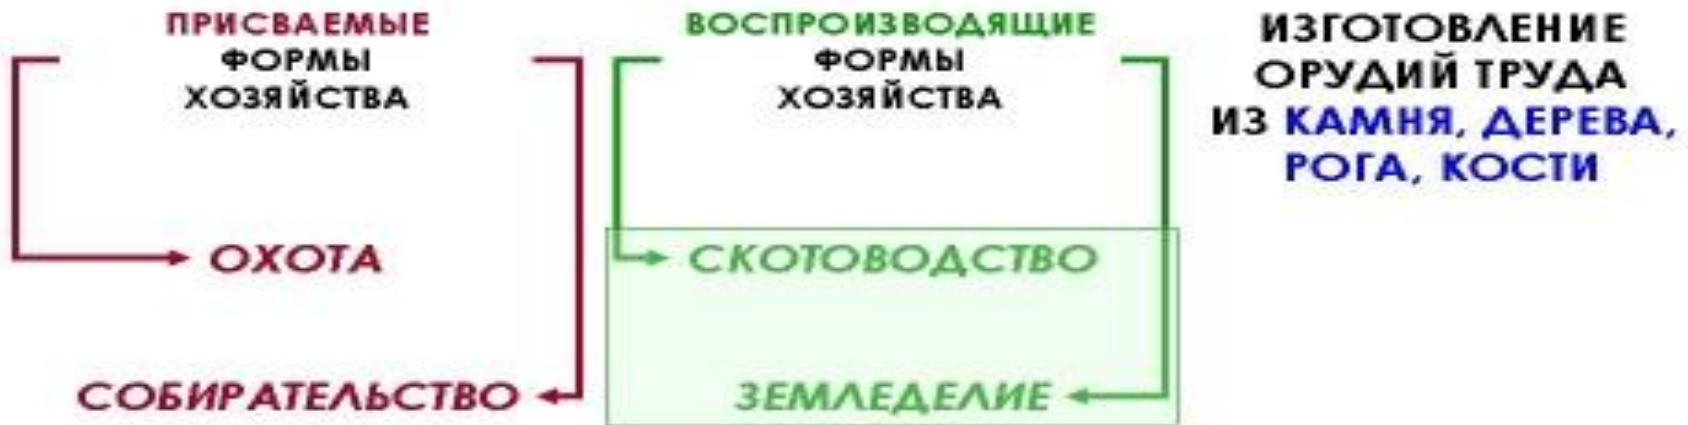 ПРИСВАЕМЫЕ
ФОРМЫ
ХОЗЯЙСТВА
ОХОТА
СОБИРАТЕЛЬСТВО
ВОСПРОИЗВОДЯЩИЕ
ФОРМЫ
ХОЗЯЙСТВА
СКОТОВОДСТВО
ЗЕМЛЕДЕЛИЕ
ИЗГОТОВЛЕНИЕ
ОРУДИЙ ТРУДА
ИЗ КАМНЯ, ДЕРЕВА,
РОГА, КОСТИ